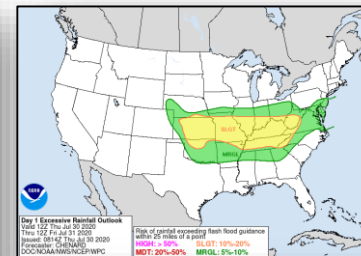 SLGT
MRGL
NOAA
Day 1 Excessive Rainfall Outlook
Valid 12Z Thu Jul 30 2020
Thru 12Z Fri Jul 31 2020
Issued: 0814Z Thu Jul 30 2020
Forecaster: CHENARD
DOC/NOAA/NWS/NCEP/WPC
Risk of rainfall exceeding flash flood guidance
within 25 miles of a point
HIGH: > 50% SLGT: 10%-20%
MDT: 20%-50% MRGL: 5%-10%